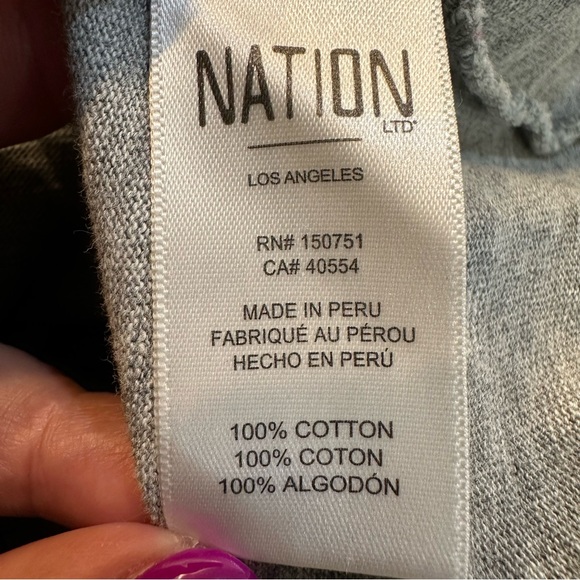 NATION
LTD
LOS ANGELES
RN# 150751
CA# 40554
MADE IN PERU
FABRIQUÉ AU PÉROU
HECHO EN PERÚ
100% COTTON
100% COTON
100% ALGODÓN